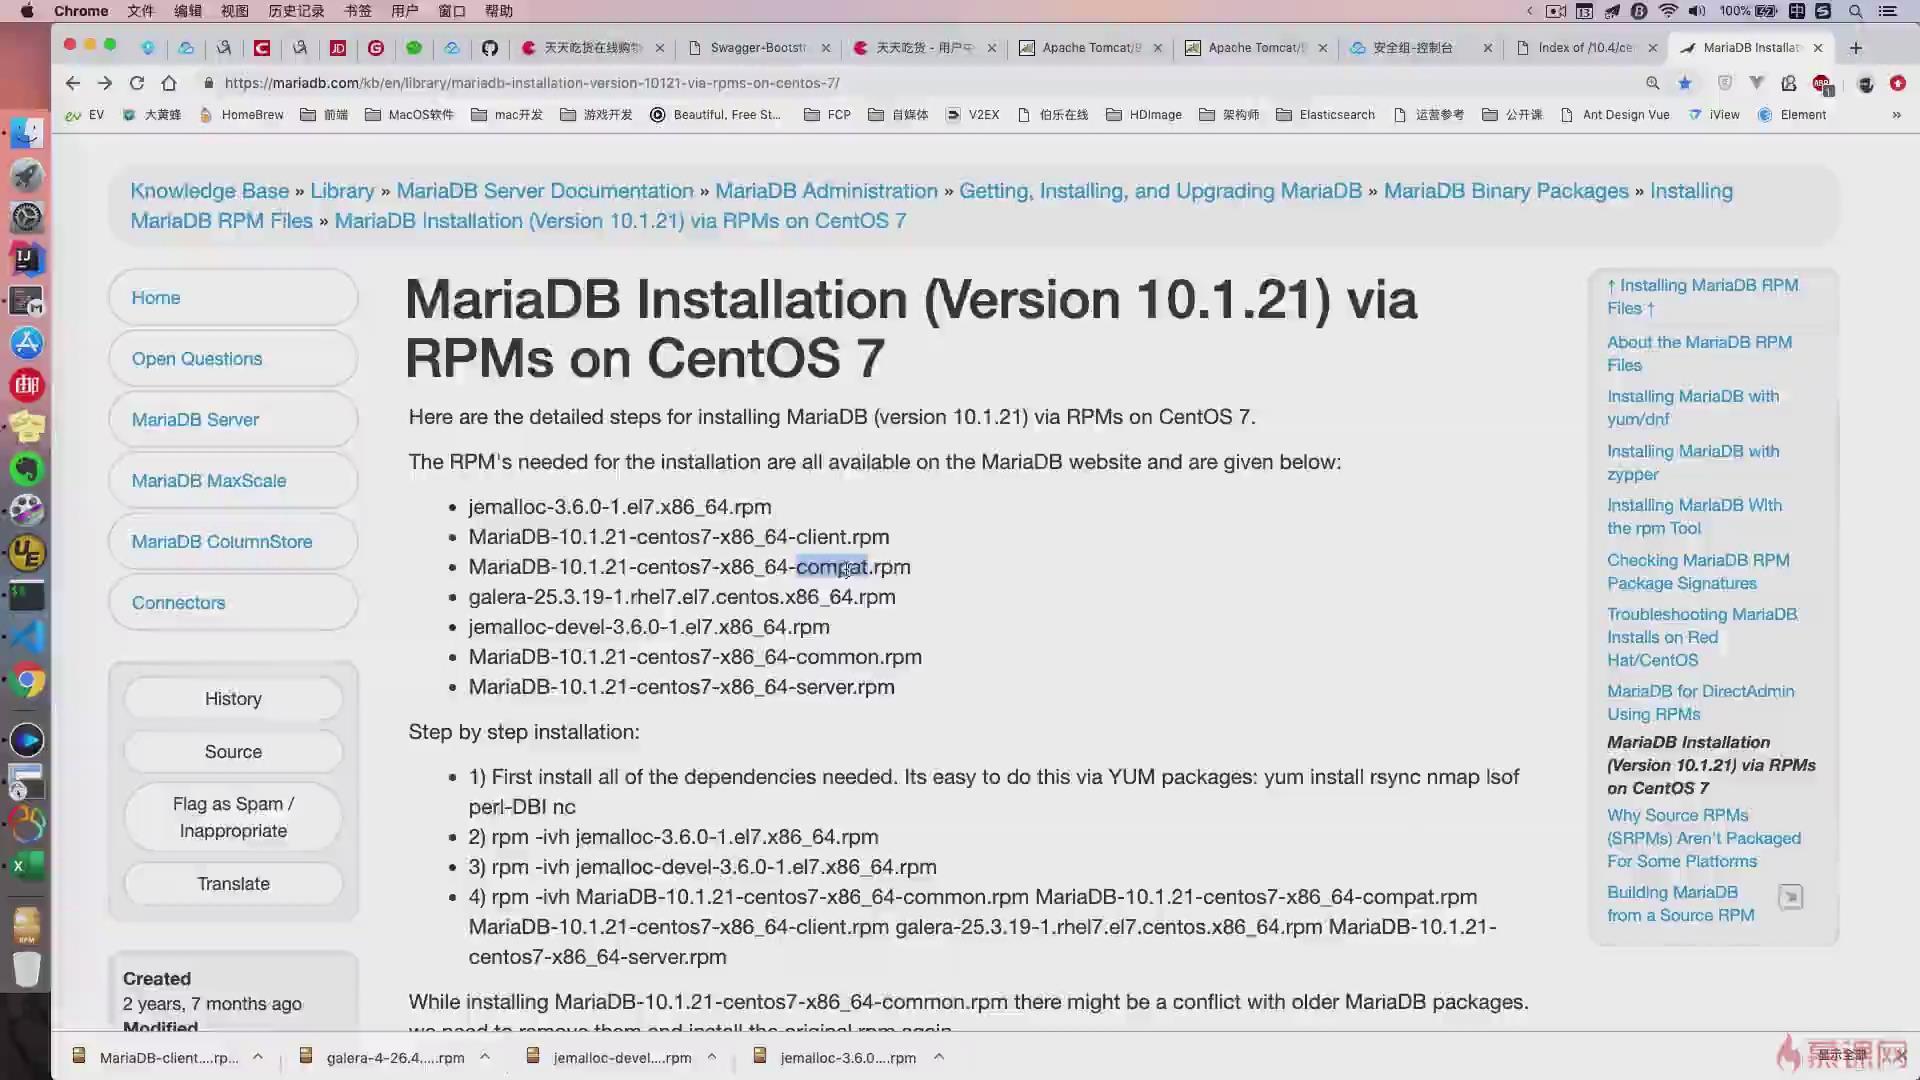 Chrome 文件 编辑 视图 历史记录 书签 用户 窗口 帮助
13 100% 中
天天吃货在线购物 Swagger-Bootst 天天吃货 - 用户中 Apache Tomcat/9 Apache Tomcat/ 安全组-控制台 Index of /10.4/ce MariaDB Installat
https://mariadb.com/kb/en/library/mariadb-installation-version-10121-via-rpms-on-centos-7/
EV 大黄蜂 HomeBrew 前端 MacOS软件 mac开发 游戏开发 Beautiful, Free St... FCP 自媒体 V2EX 伯乐在线 HDImage 架构师 Elasticsearch 运营参考 公开课 Ant Design Vue iView Element »
Knowledge Base » Library » MariaDB Server Documentation » MariaDB Administration » Getting, Installing, and Upgrading MariaDB » MariaDB Binary Packages » Installing
MariaDB RPM Files » MariaDB Installation (Version 10.1.21) via RPMs on CentOS 7
Home
Open Questions
MariaDB Server
MariaDB MaxScale
MariaDB ColumnStore
Connectors
History
Source
Flag as Spam /
Inappropriate
Translate
Created
2 years, 7 months ago
Modified
MariaDB Installation (Version 10.1.21) via
RPMs on CentOS 7
Here are the detailed steps for installing MariaDB (version 10.1.21) via RPMs on CentOS 7.
The RPM's needed for the installation are all available on the MariaDB website and are given below:
• jemalloc-3.6.0-1.el7.x86_64.rpm
• MariaDB-10.1.21-centos7-x86_64-client.rpm
• MariaDB-10.1.21-centos7-x86_64-compat.rpm
• galera-25.3.19-1.rhel7.el7.centos.x86_64.rpm
• jemalloc-devel-3.6.0-1.el7.x86_64.rpm
• MariaDB-10.1.21-centos7-x86_64-common.rpm
• MariaDB-10.1.21-centos7-x86_64-server.rpm
Step by step installation:
• 1) First install all of the dependencies needed. Its easy to do this via YUM packages: yum install rsync nmap lsof
perl-DBI nc
• 2) rpm -ivh jemalloc-3.6.0-1.el7.x86_64.rpm
• 3) rpm -ivh jemalloc-devel-3.6.0-1.el7.x86_64.rpm
• 4) rpm -ivh MariaDB-10.1.21-centos7-x86_64-common.rpm MariaDB-10.1.21-centos7-x86_64-compat.rpm
MariaDB-10.1.21-centos7-x86_64-client.rpm galera-25.3.19-1.rhel7.el7.centos.x86_64.rpm MariaDB-10.1.21-
centos7-x86_64-server.rpm
While installing MariaDB-10.1.21-centos7-x86_64-common.rpm there might be a conflict with older MariaDB packages.
we need to remove them and install the original rpm again
↑ Installing MariaDB RPM
Files ↑
About the MariaDB RPM
Files
Installing MariaDB with
yum/dnf
Installing MariaDB with
zypper
Installing MariaDB With
the rpm Tool
Checking MariaDB RPM
Package Signatures
Troubleshooting MariaDB
Installs on Red
Hat/CentOS
MariaDB for DirectAdmin
Using RPMs
MariaDB Installation
(Version 10.1.21) via RPMs
on CentOS 7
Why Source RPMs
(SRPMs) Aren't Packaged
For Some Platforms
Building MariaDB
from a Source RPM
MariaDB-client....rp... galera-4-26.4.....rpm jemalloc-devel....rpm jemalloc-3.6.0....rpm 显示全部
慕课网